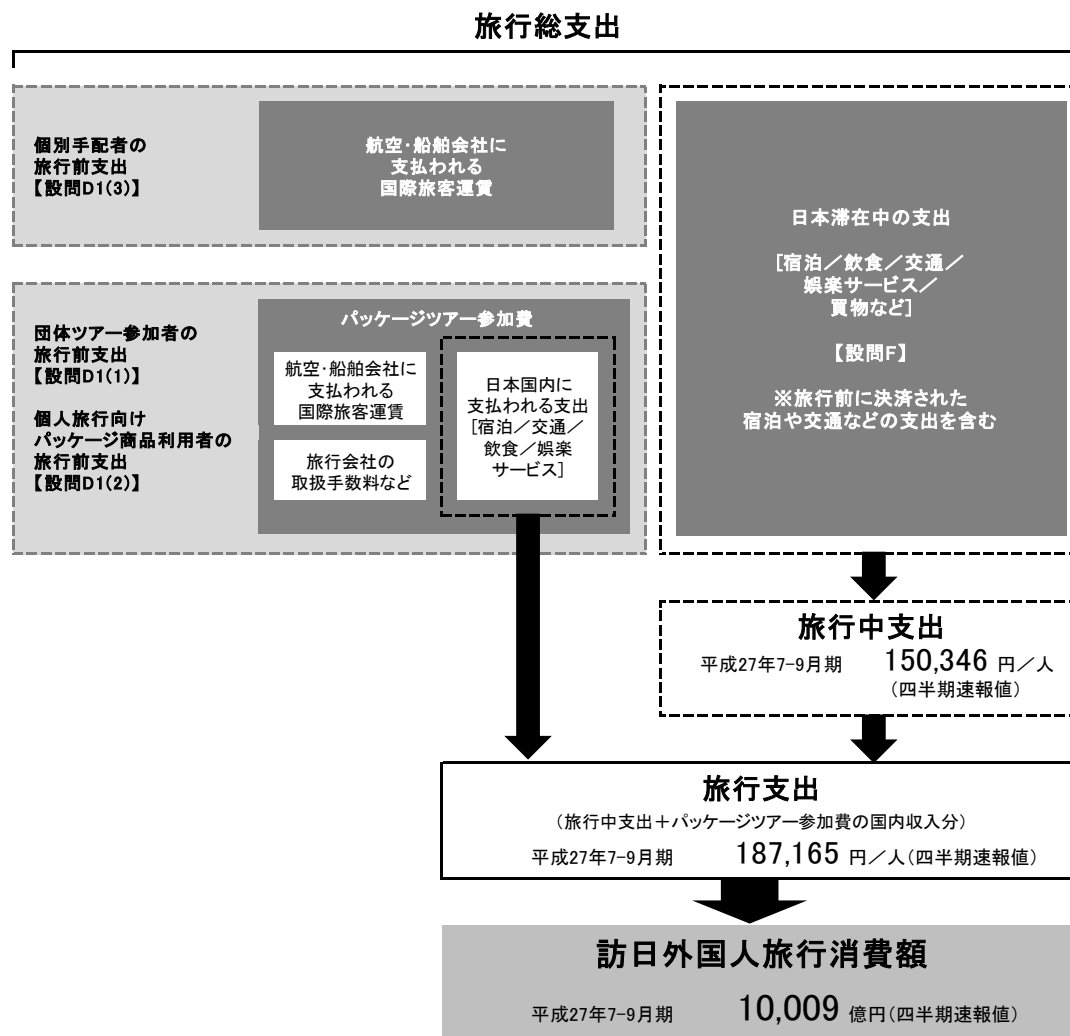 旅行総支出
個別手配者の
旅行前支出
【設問D1(3)】
航空・船舶会社に
支払われる
国際旅客運賃
団体ツアー参加者の
旅行前支出
【設問D1(1)】
個人旅行向け
パッケージ商品利用者の
旅行前支出
【設問D1(2)】
パッケージツアー参加費
航空・船舶会社に
支払われる
国際旅客運賃
旅行会社の
取扱手数料など
日本国内に
支払われる支出
[宿泊／交通／
飲食／娯楽
サービス]
日本滞在中の支出
[宿泊／飲食／交通／
娯楽サービス／
買物など]
【設問F】
※旅行前に決済された
宿泊や交通などの支出を含む
旅行中支出
平成27年7-9月期 150,346 円／人
(四半期速報値)
旅行支出
(旅行中支出＋パッケージツアー参加費の国内収入分)
平成27年7-9月期 187,165 円／人(四半期速報値)
訪日外国人旅行消費額
平成27年7-9月期 10,009 億円(四半期速報値)